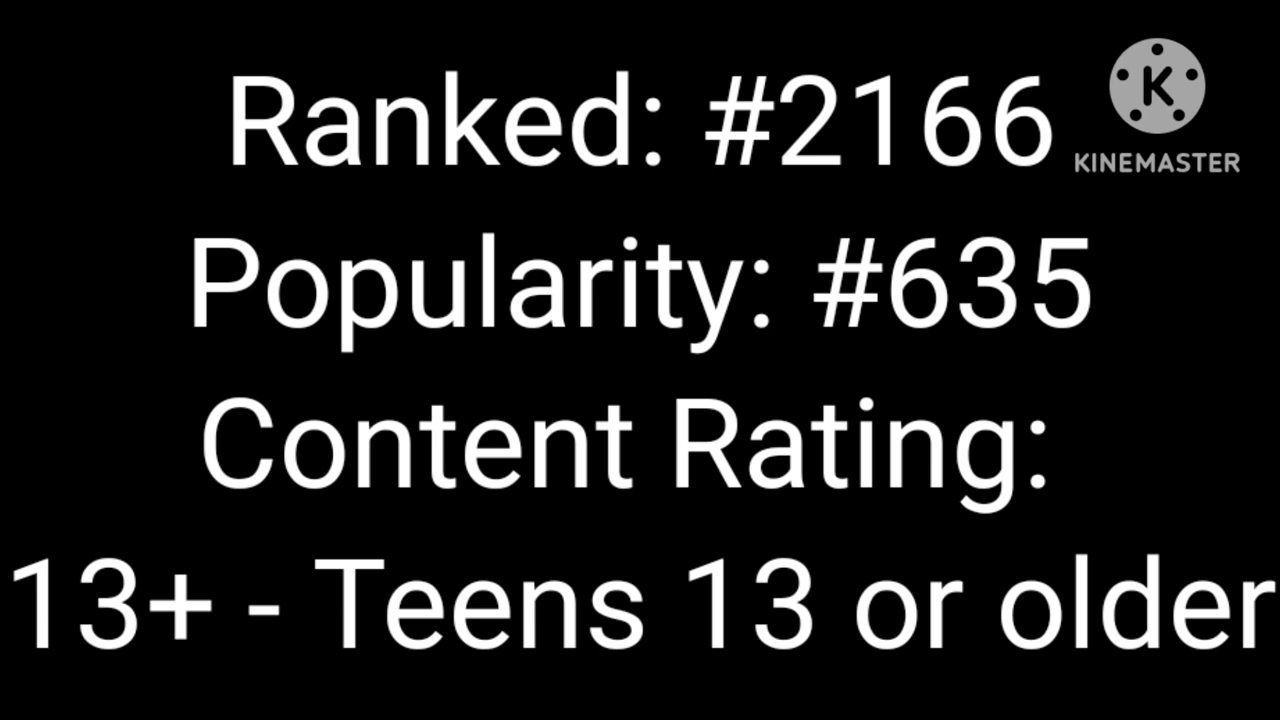 Ranked: #2166
KINEMASTER
Popularity: #635
Content Rating:
13+ - Teens 13 or older